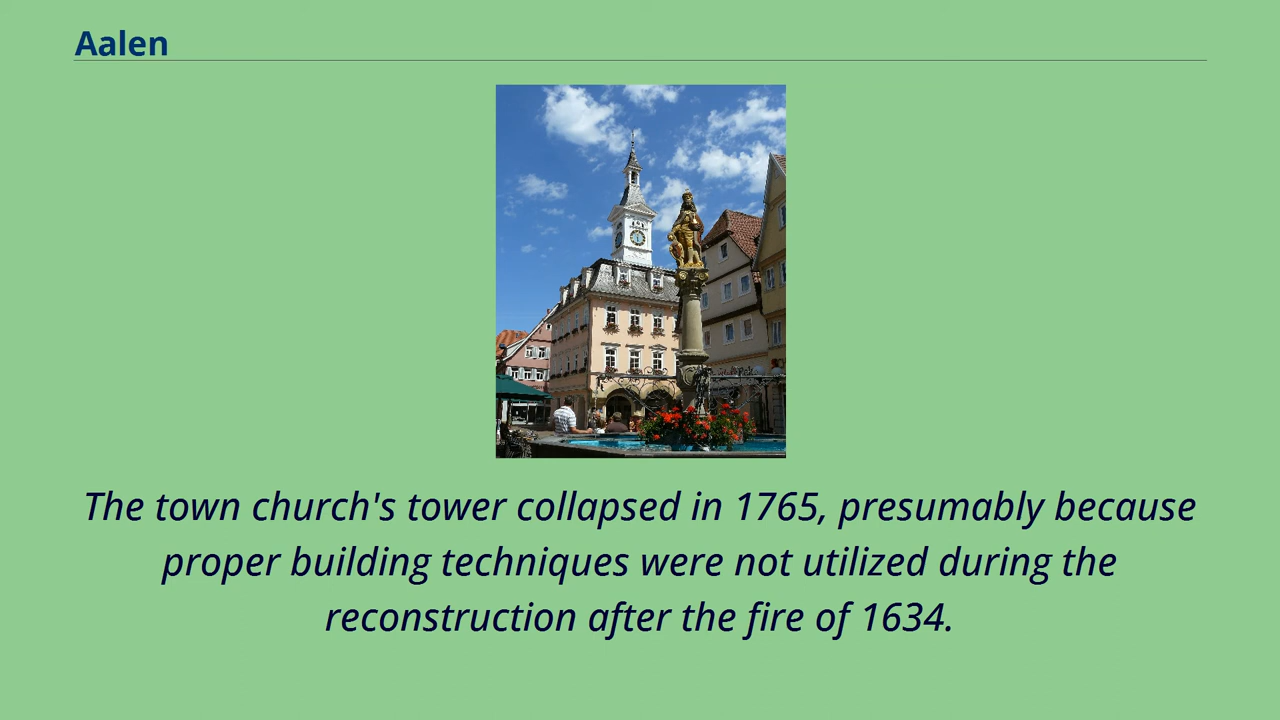 Aalen
The town church's tower collapsed in 1765, presumably because
proper building techniques were not utilized during the
reconstruction after the fire of 1634.